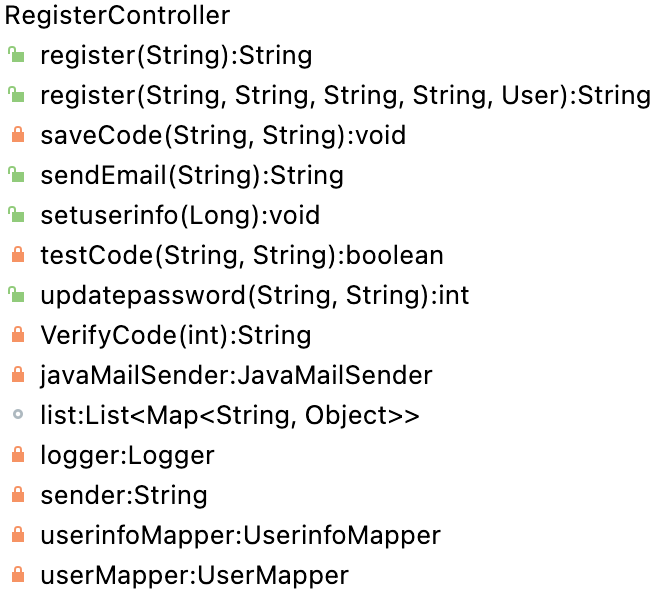 RegisterController
register(String):String
register(String, String, String, String, User):String
saveCode(String, String):void
sendEmail(String):String
setuserinfo(Long):void
testCode(String, String):boolean
updatepassword(String, String):int
VerifyCode(int):String
javaMailSender:JavaMailSender
list:List<Map<String, Object>>
logger:Logger
sender:String
userinfoMapper:UserinfoMapper
userMapper:UserMapper